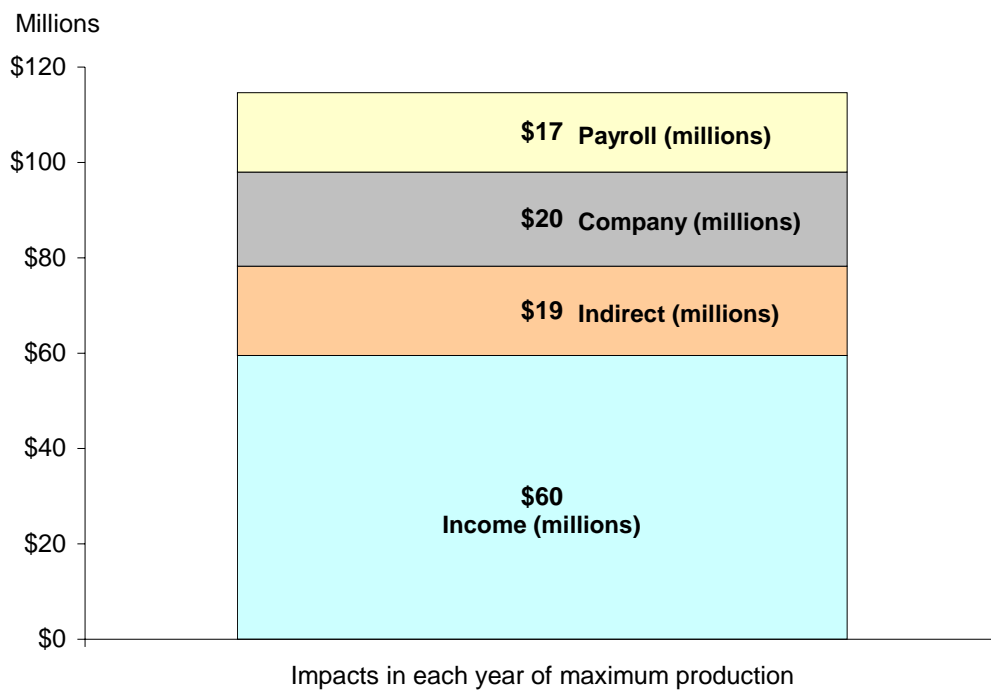 Millions
$120
$17 Payroll (millions)
$100
$20 Company (millions)
$80
$19 Indirect (millions)
$60
$40
$60
Income (millions)
$20
$0
Impacts in each year of maximum production